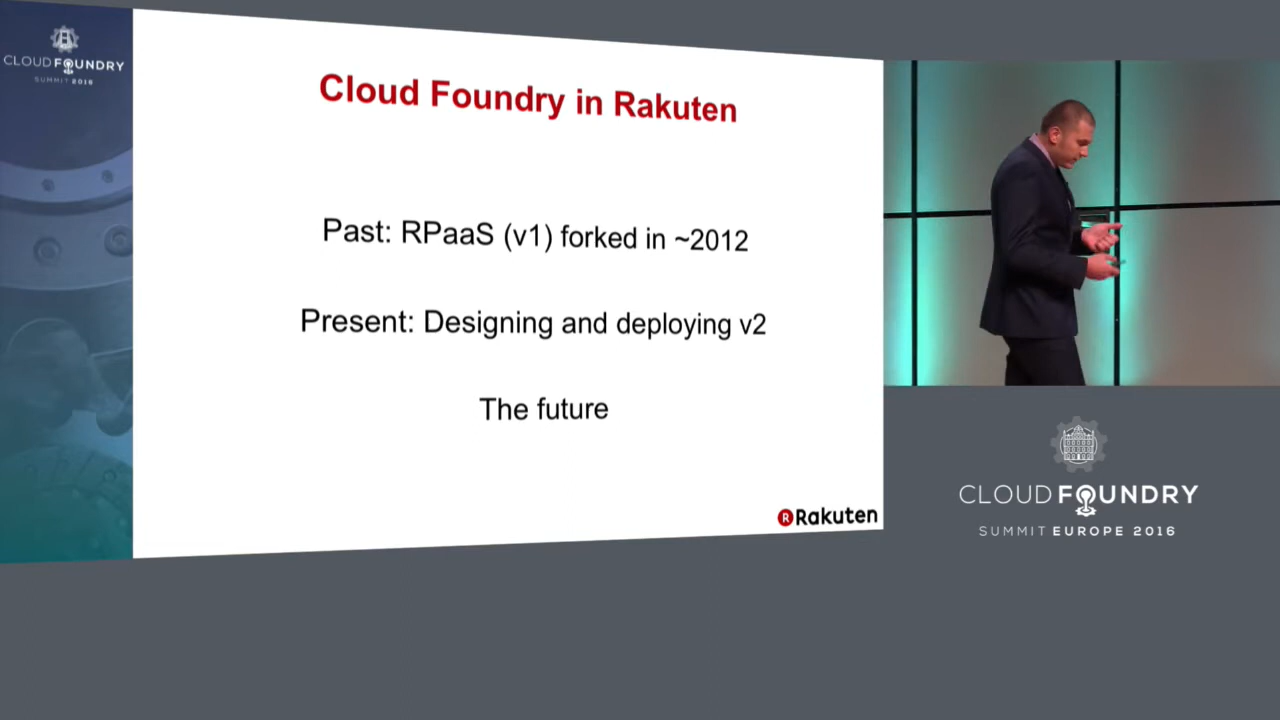 CLOUD FOUNDRY
SUMMIT 2016
Cloud Foundry in Rakuten
Past: RPaaS (v1) forked in ~2012
Present: Designing and deploying v2
The future
R Rakuten
CLOUD FOUNDRY
SUMMIT EUROPE 2016